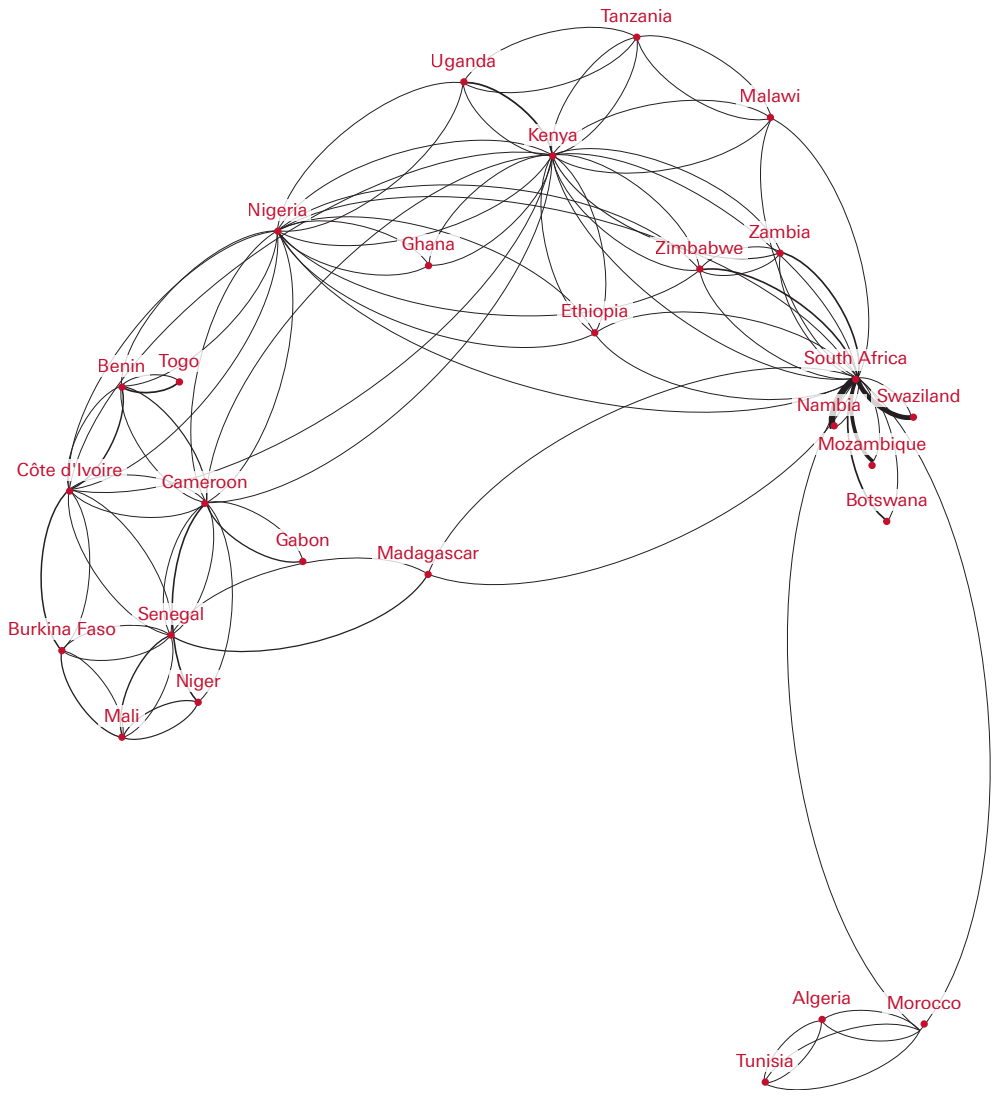 Tanzania
Uganda
Malawi
Kenya
Nigeria
Ghana
Zambia
Zimbabwe
Ethiopia
South Africa
Benin
Togo
Nambia
Swaziland
Mozambique
Côte d'Ivoire
Cameroon
Botswana
Gabon
Madagascar
Senegal
Burkina Faso
Niger
Mali
Algeria
Morocco
Tunisia